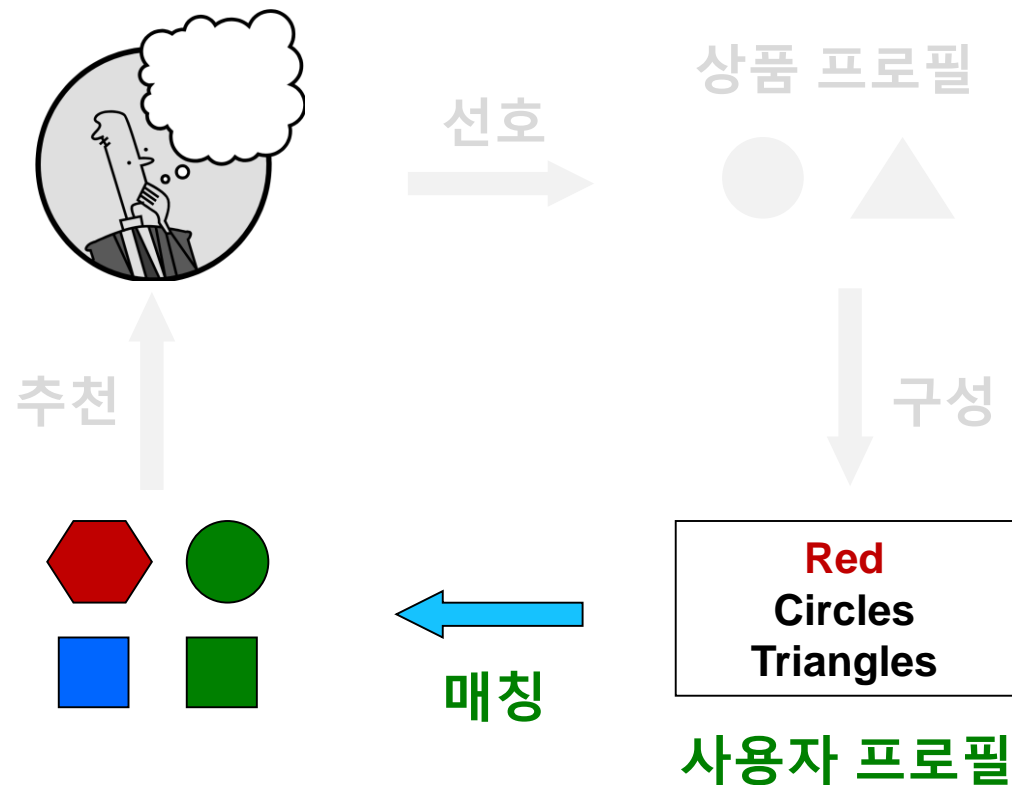 상품 프로필
선호
추천
구성
Red
Circles
Triangles
매칭
사용자 프로필